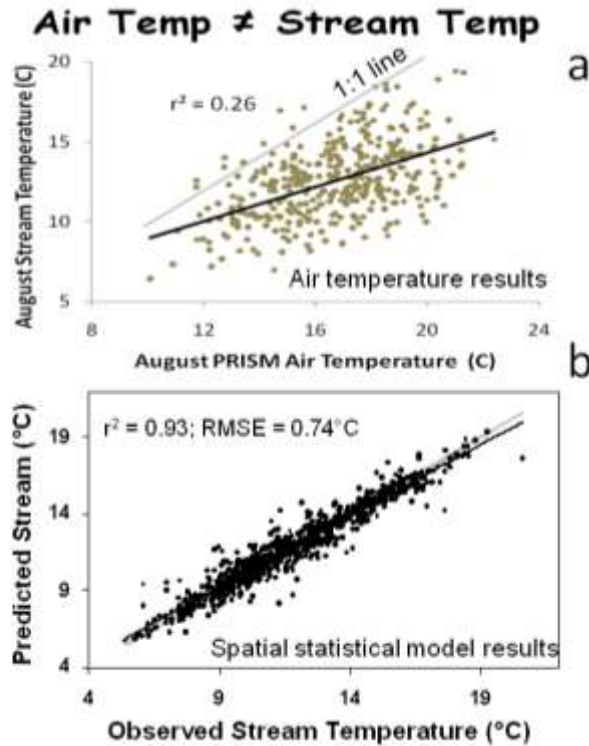 Air Temp ≠ Stream Temp
a
20
15
10
5
August Stream Temperature (C)
r² = 0.26
1:1 line
Air temperature results
8 12 16 20 24
August PRISM Air Temperature (C)
b
r² = 0.93; RMSE = 0.74°C
19
14
9
4
Predicted Stream (°C)
Spatial statistical model results
4 9 14 19
Observed Stream Temperature (°C)